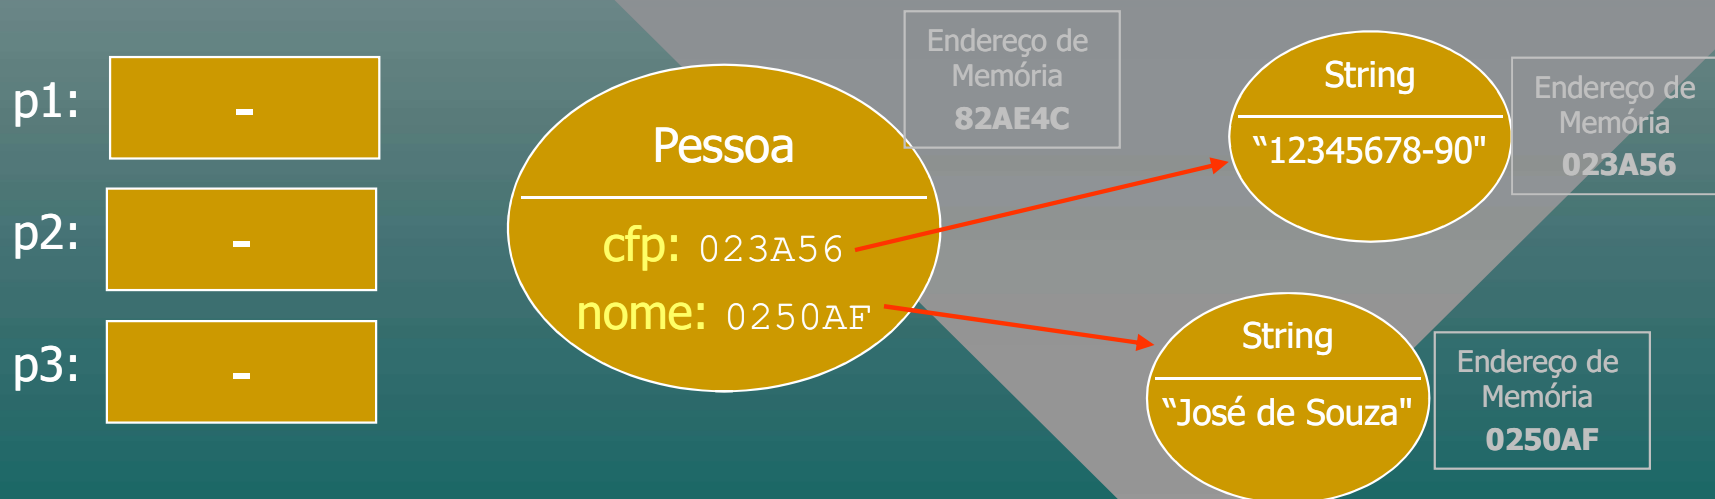 p1:
-
p2:
-
p3:
-
Pessoa
cfp: 023A56
nome: 0250AF
Endereço de
Memória
82AE4C
String
“12345678-90"
Endereço de
Memória
023A56
String
“José de Souza"
Endereço de
Memória
0250AF